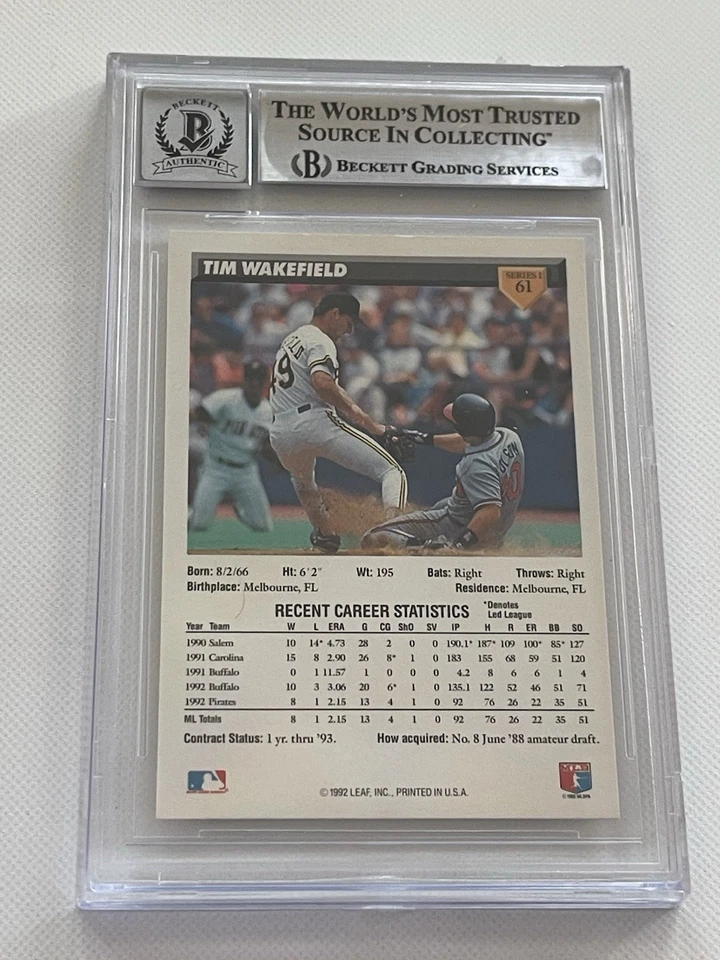 BECKETT
B
AUTHENTIC
THE WORLD'S MOST TRUSTED
SOURCE IN COLLECTING™
(B) BECKETT GRADING SERVICES
TIM WAKEFIELD
SERIES I
61
49
OLSON
10
Born: 8/2/66 Ht: 6'2" Wt: 195 Bats: Right Throws: Right
Birthplace: Melbourne, FL Residence: Melbourne, FL
RECENT CAREER STATISTICS *Denotes Led League
Year Team W L ERA G CG ShO SV IP H R ER BB SO
1990 Salem 10 14* 4.73 28 2 0 0 190.1* 187* 109 100* 85* 127
1991 Carolina 15 8 2.90 26 8* 1 0 183 155 68 59 51 120
1991 Buffalo 0 1 11.57 1 0 0 0 4.2 8 6 6 1 4
1992 Buffalo 10 3 3.06 20 6* 1 0 135.1 122 52 46 51 71
1992 Pirates 8 1 2.15 13 4 1 0 92 76 26 22 35 51
ML Totals 8 1 2.15 13 4 1 0 92 76 26 22 35 51
Contract Status: 1 yr. thru '93. How acquired: No. 8 June '88 amateur draft.
© 1992 LEAF, INC., PRINTED IN U.S.A.